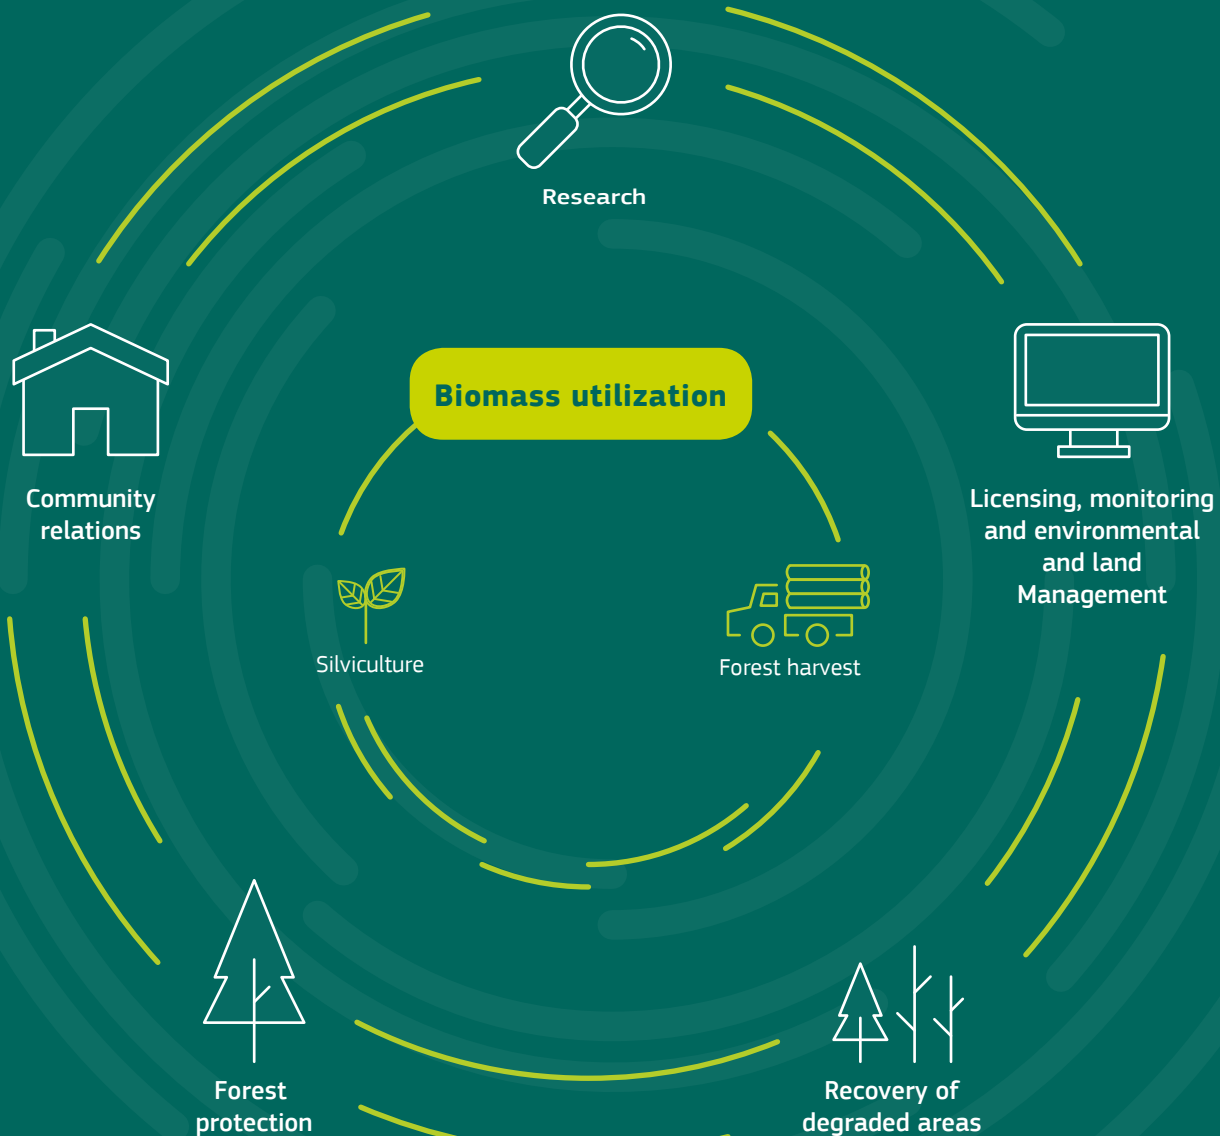 Research
Biomass utilization
Community
relations
Licensing, monitoring
and environmental
and land
Management
Silviculture
Forest harvest
Forest
protection
Recovery of
degraded areas